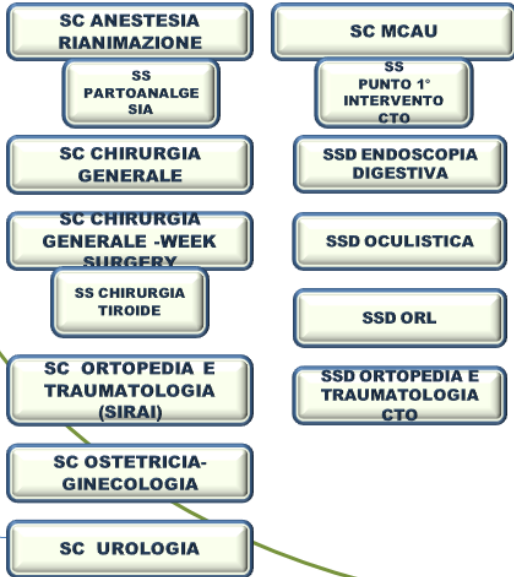 SC ANESTESIA
RIANIMAZIONE
SS
PARTOANALGE
SIA
SC CHIRURGIA
GENERALE
SC CHIRURGIA
GENERALE -WEEK
SURGERY
SS CHIRURGIA
TIROIDE
SC ORTOPEDIA E
TRAUMATOLOGIA
(SIRAI)
SC OSTETRICIA-
GINECOLOGIA
SC UROLOGIA
SC MCAU
SS
PUNTO 1°
INTERVENTO
CTO
SSD ENDOSCOPIA
DIGESTIVA
SSD OCULISTICA
SSD ORL
SSD ORTOPEDIA E
TRAUMATOLOGIA
CTO